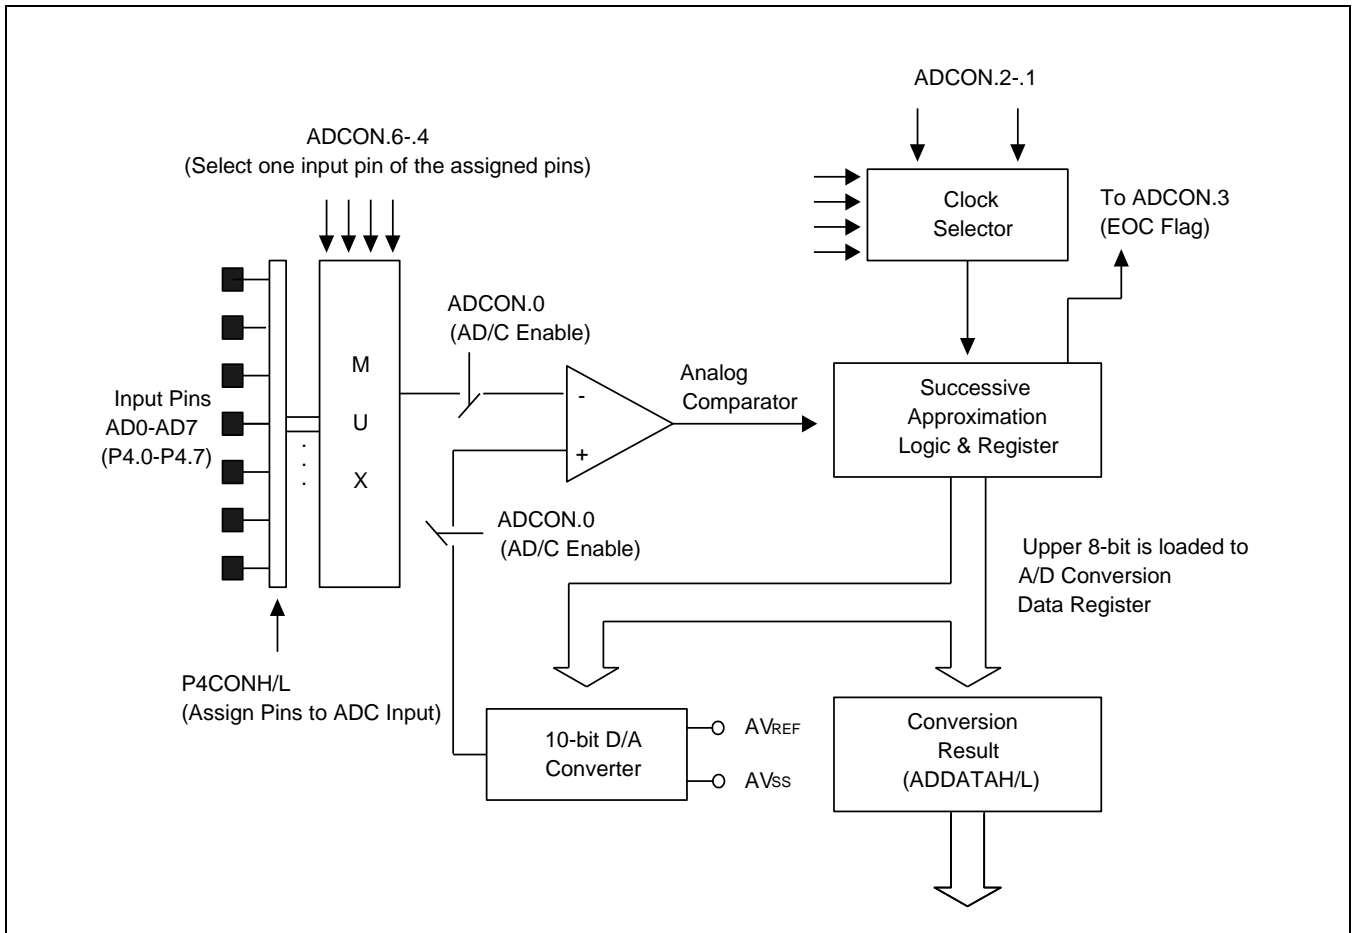 ADCON.2-.1
ADCON.6-.4
(Select one input pin of the assigned pins)
Clock
Selector
To ADCON.3
(EOC Flag)
ADCON.0
(AD/C Enable)
M
U
X
Input Pins
AD0-AD7
(P4.0-P4.7)
.
.
.
-
+
Analog
Comparator
Successive
Approximation
Logic & Register
ADCON.0
(AD/C Enable)
Upper 8-bit is loaded to
A/D Conversion
Data Register
P4CONH/L
(Assign Pins to ADC Input)
10-bit D/A
Converter
AVREF
AVSS
Conversion
Result
(ADDATAH/L)